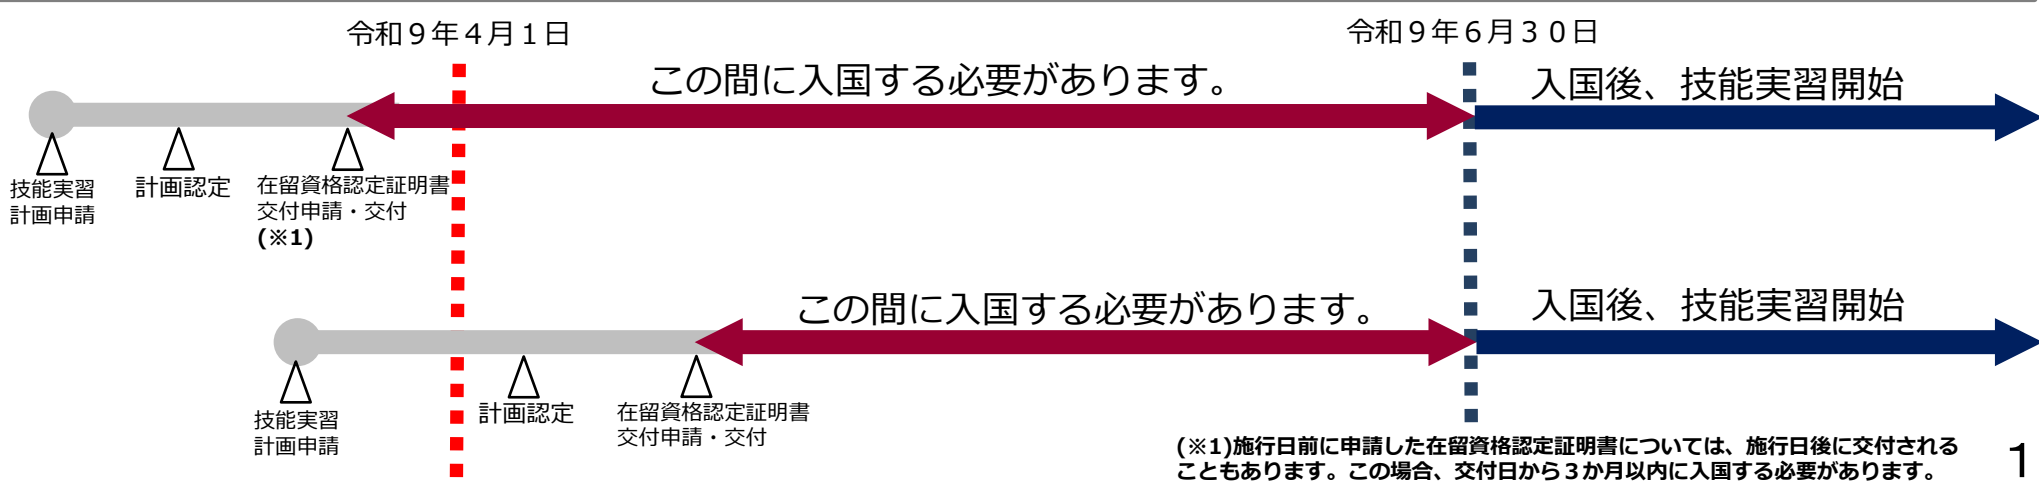 令和９年４月１日
令和９年６月３０日
この間に入国する必要があります。
入国後、技能実習開始
技能実習
計画申請
計画認定
在留資格認定証明書
交付申請・交付
(※1)
この間に入国する必要があります。
入国後、技能実習開始
技能実習
計画申請
計画認定
在留資格認定証明書
交付申請・交付
(※1)施行日前に申請した在留資格認定証明書については、施行日後に交付される
こともあります。この場合、交付日から３か月以内に入国する必要があります。
1